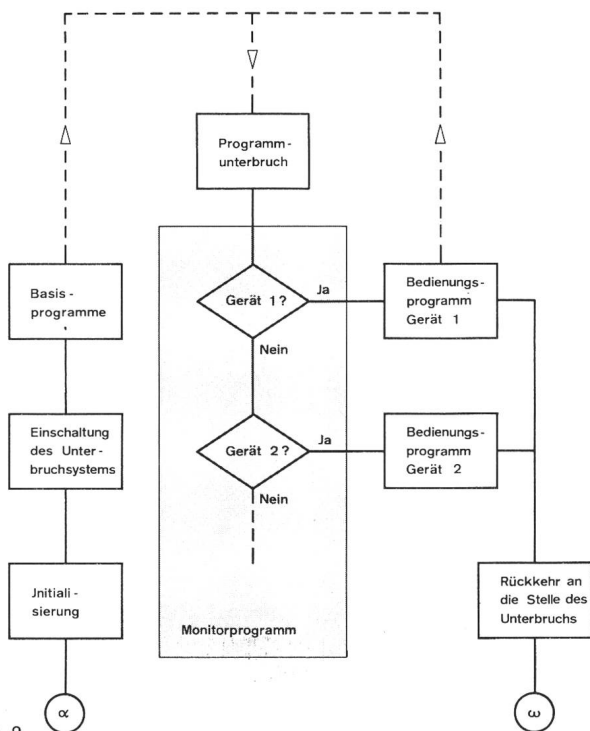 Programm-
unterbruch
Basis-
programme
Gerät 1?
Ja
Nein
Bedienungs-
programm
Gerät 1
Einschaltung
des Unter-
bruchsystems
Gerät 2?
Ja
Nein
Bedienungs-
programm
Gerät 2
Jnitiali-
sierung
Monitorprogramm
Rückkehr an
die Stelle des
Unterbruchs
α
ω